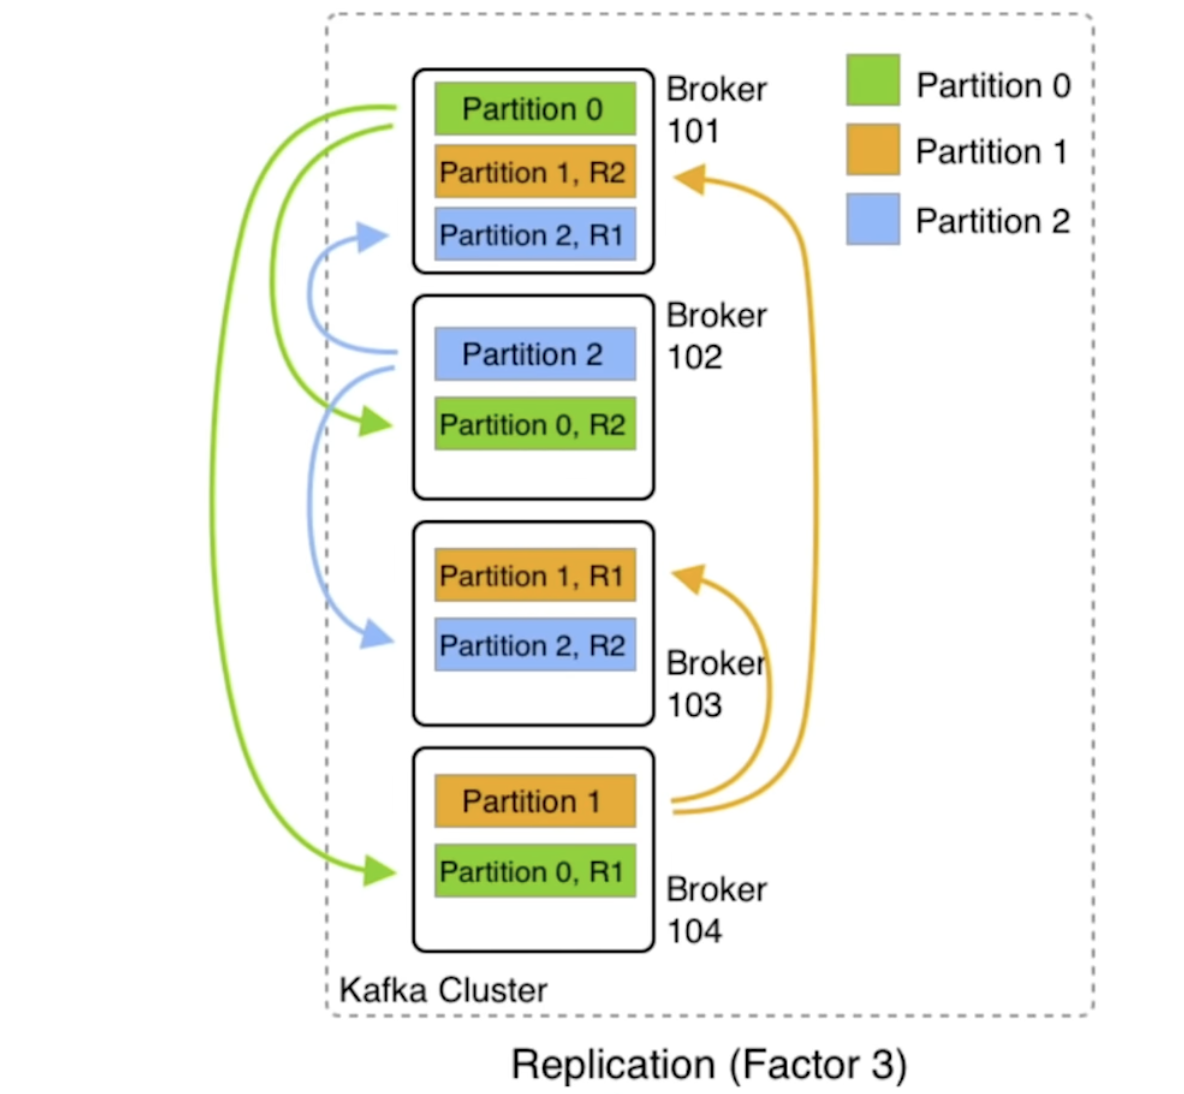 Partition 0
Partition 1, R2
Partition 2, R1
Broker
101
Partition 0
Partition 1
Partition 2
Partition 2
Partition 0, R2
Broker
102
Partition 1, R1
Partition 2, R2
Broker
103
Partition 1
Partition 0, R1
Broker
104
Kafka Cluster
Replication (Factor 3)